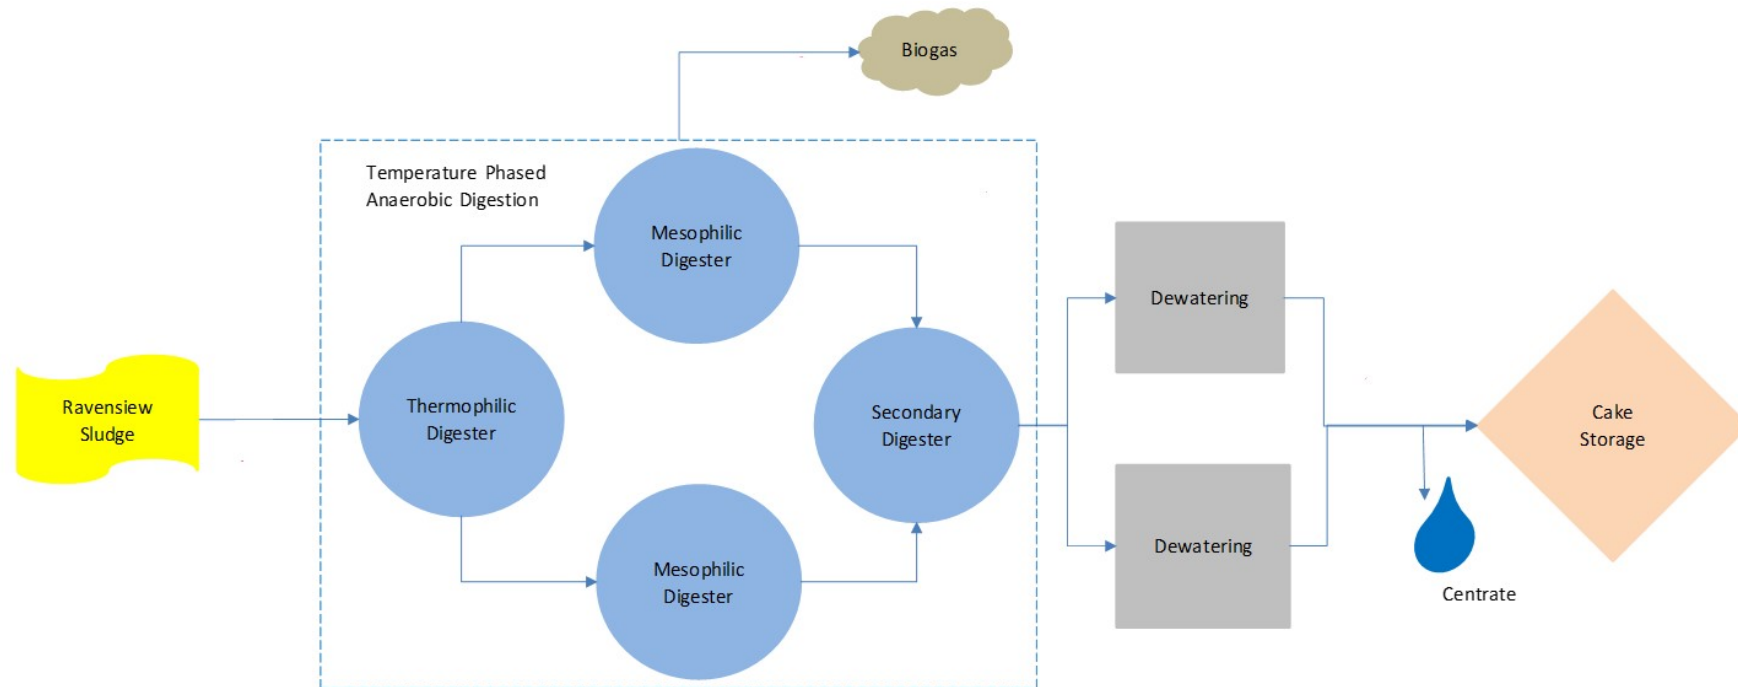 Biogas
Temperature Phased
Anaerobic Digestion
Mesophilic
Digester
Dewatering
Ravensiew
Sludge
Thermophilic
Digester
Secondary
Digester
Cake
Storage
Mesophilic
Digester
Dewatering
Centrate